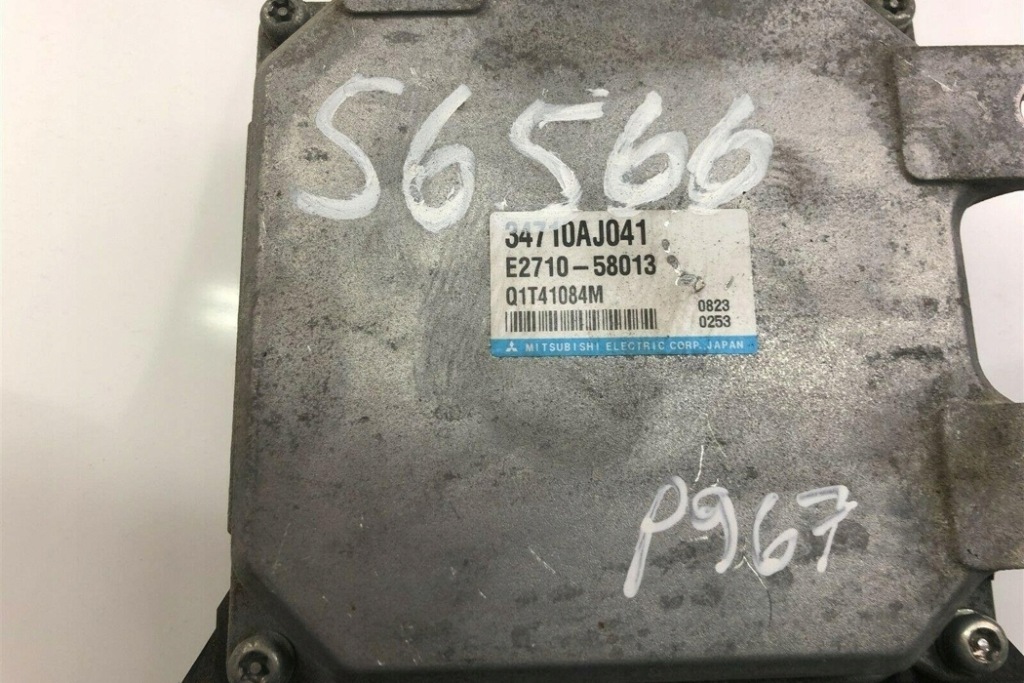 S6566
34710AJ041
E2710-58013
Q1T41084M
0823
0253
MITSUBISHI ELECTRIC CORP., JAPAN
P967